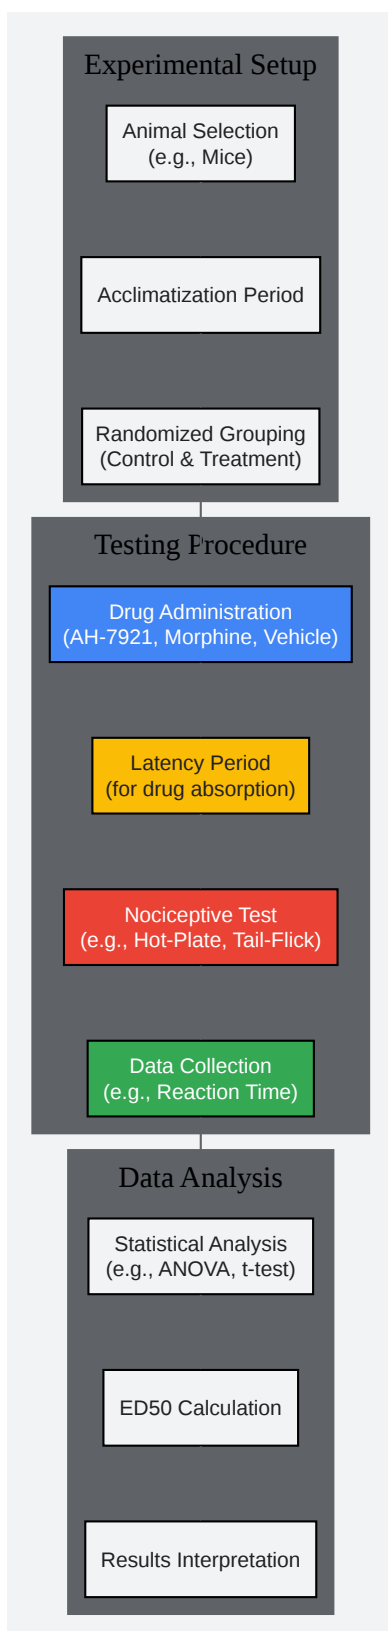 Experimental Setup
Animal Selection
(e.g., Mice)
Acclimatization Period
Randomized Grouping
(Control & Treatment)
Testing Procedure
Drug Administration
(AH-7921, Morphine, Vehicle)
Latency Period
(for drug absorption)
Nociceptive Test
(e.g., Hot-Plate, Tail-Flick)
Data Collection
(e.g., Reaction Time)
Data Analysis
Statistical Analysis
(e.g., ANOVA, t-test)
ED50 Calculation
Results Interpretation